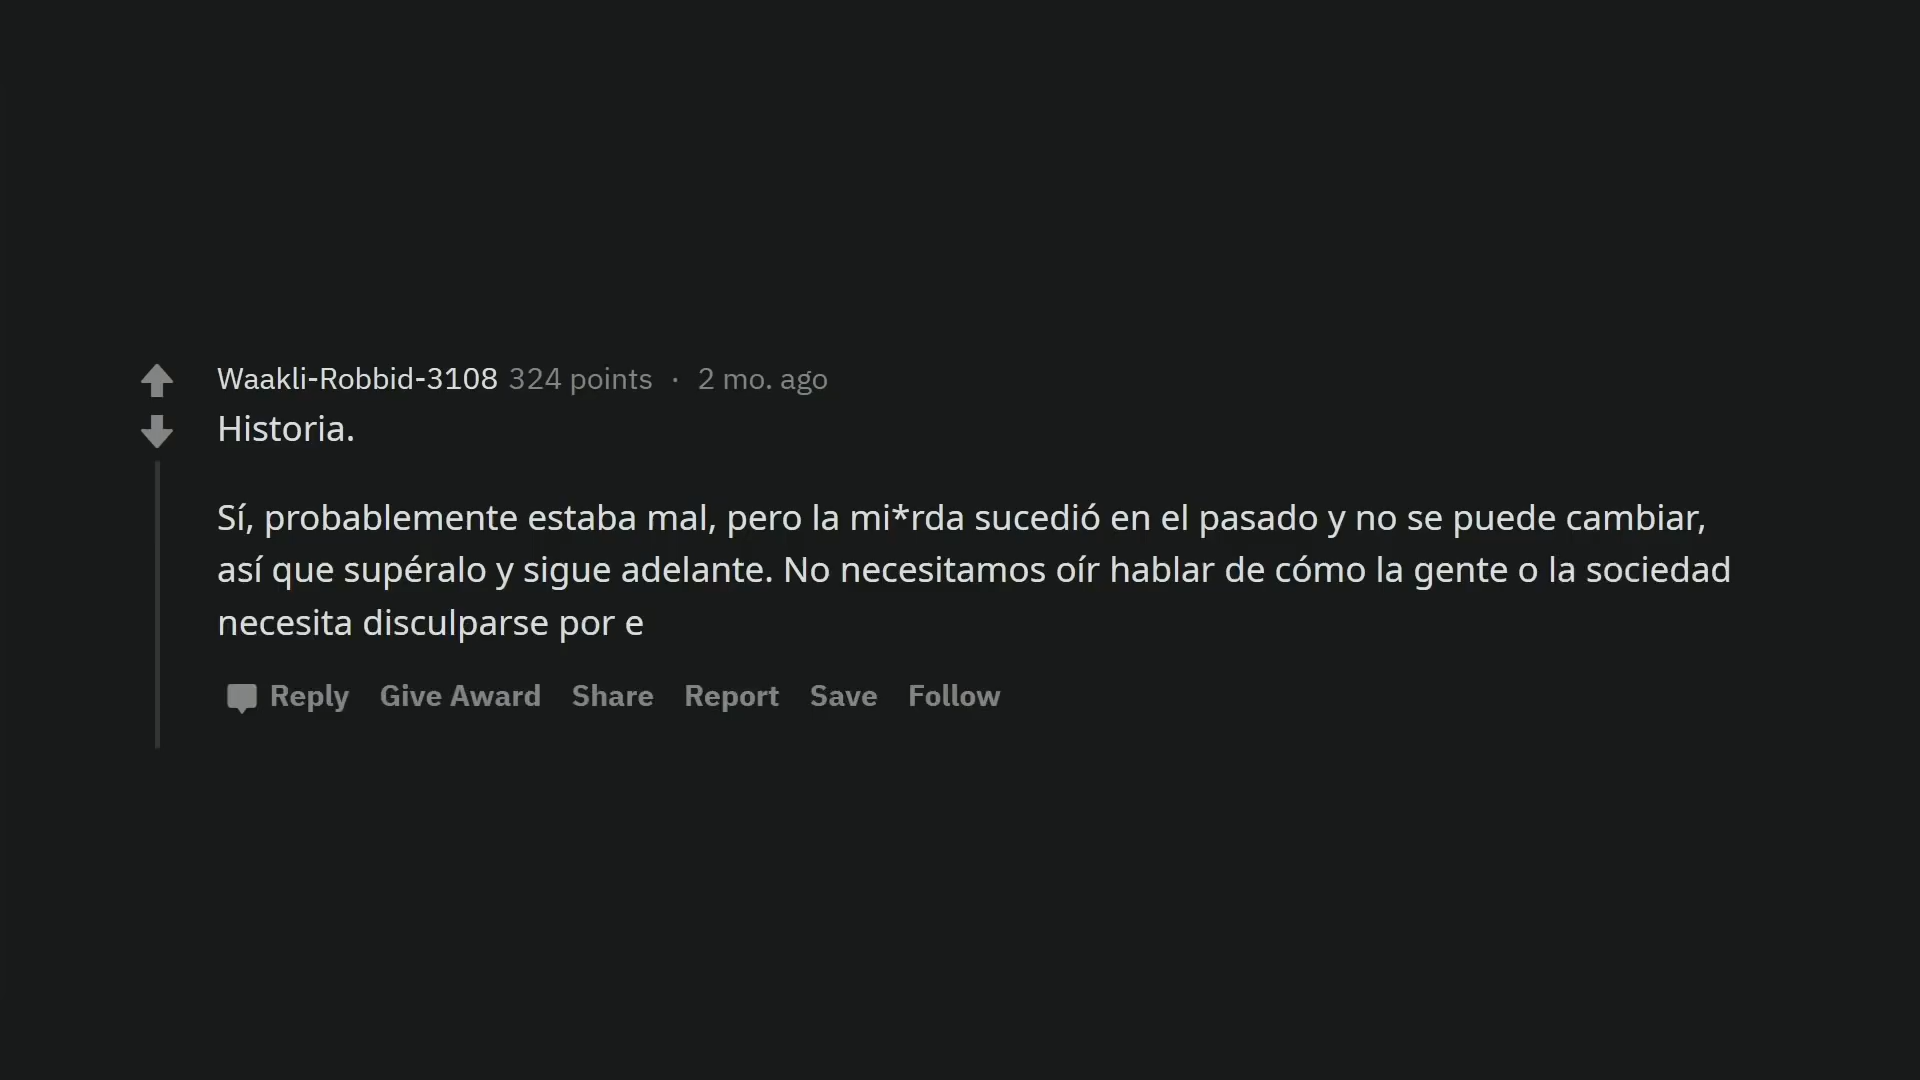 Waakli-Robbid-3108 324 points · 2 mo. ago
Historia.
Sí, probablemente estaba mal, pero la mi*rda sucedió en el pasado y no se puede cambiar,
así que supéralo y sigue adelante. No necesitamos oír hablar de cómo la gente o la sociedad
necesita disculparse por e
Reply Give Award Share Report Save Follow